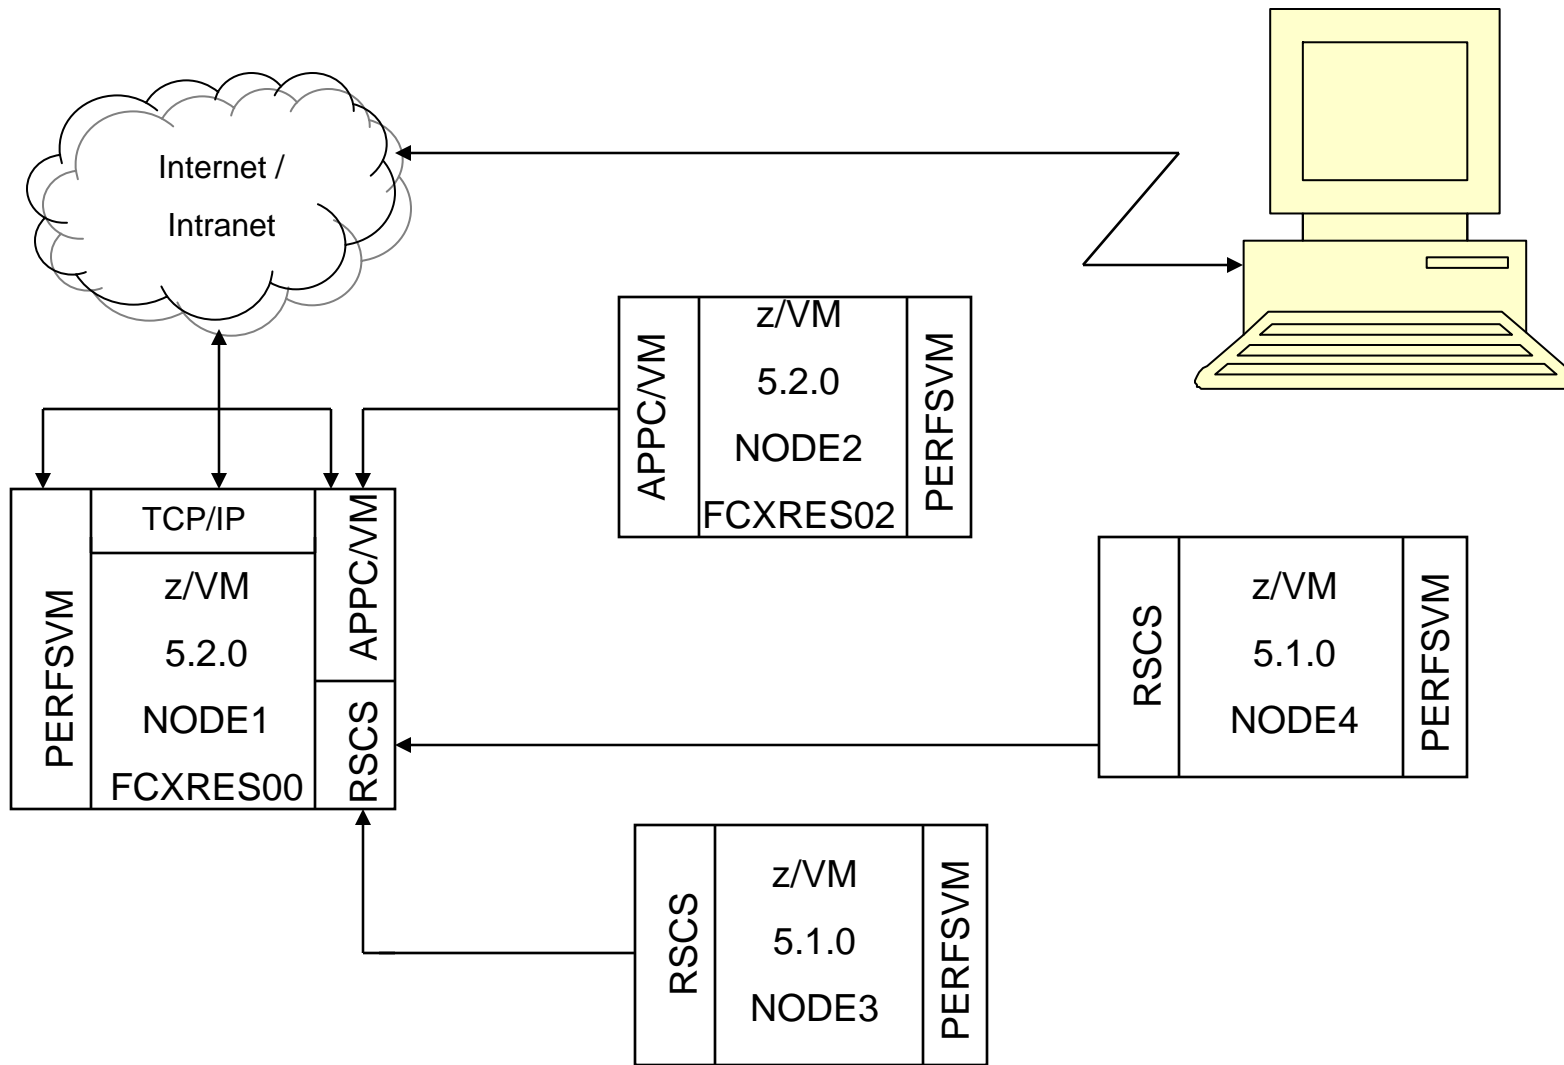 Internet /
Intranet
APPC/VM
z/VM
5.2.0
NODE2
FCXRES02
PERFSVM
PERFSVM
TCP/IP
z/VM
5.2.0
NODE1
FCXRES00
APPC/VM
RSCS
RSCS
z/VM
5.1.0
NODE4
PERFSVM
RSCS
z/VM
5.1.0
NODE3
PERFSVM